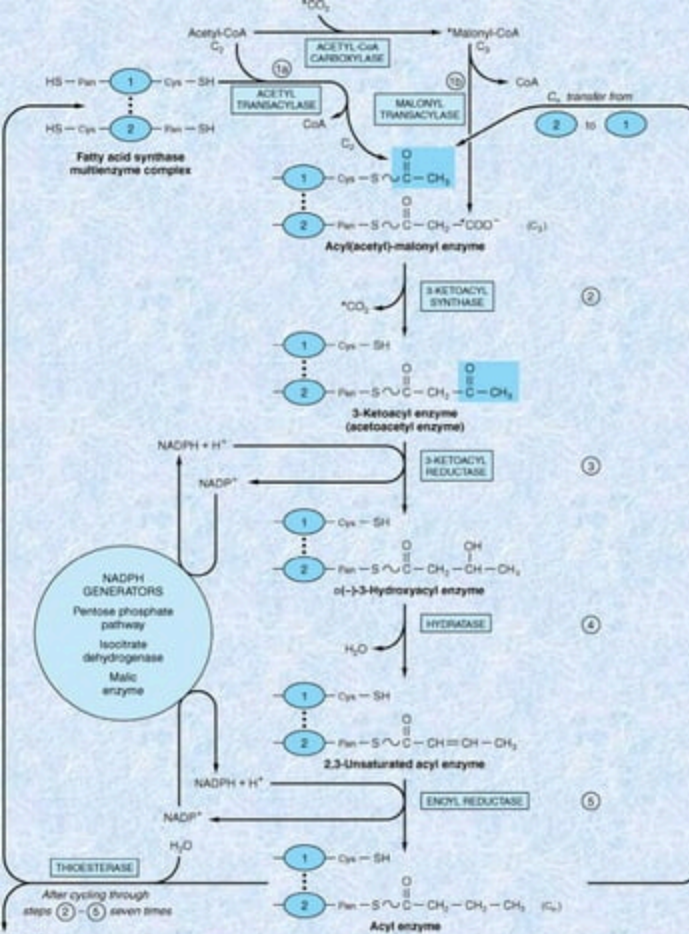 *CO₂
Acetyl-CoA
C₂
ACETYL-CoA
CARBOXYLASE
*Malonyl-CoA
C₃
1a
1b
HS — Pan — 1 — Cys — SH
ACETYL
TRANSACYLASE
MALONYL
TRANSACYLASE
CoA
CoA
C₂
HS — Cys — 2 — Pan — SH
Fatty acid synthase
multienzyme complex
Cₙ transfer from
2 to 1
O
1 — Cys — S ~ C — CH₃
O
2 — Pan — S ~ C — CH₂ — *COO⁻ (C₃)
Acyl(acetyl)-malonyl enzyme
*CO₂
3-KETOACYL
SYNTHASE
2
1 — Cys — SH
O O
2 — Pan — S ~ C — CH₂ — C — CH₃
3-Ketoacyl enzyme
(acetoacetyl enzyme)
NADPH + H⁺
NADP⁺
3-KETOACYL
REDUCTASE
3
1 — Cys — SH
O OH
2 — Pan — S ~ C — CH₂ — CH — CH₃
D(−)-3-Hydroxyacyl enzyme
NADPH
GENERATORS
Pentose phosphate
pathway
Isocitrate
dehydrogenase
Malic
enzyme
H₂O
HYDRATASE
4
1 — Cys — SH
O
2 — Pan — S ~ C — CH = CH — CH₃
2,3-Unsaturated acyl enzyme
NADPH + H⁺
NADP⁺
ENOYL REDUCTASE
5
H₂O
THIOESTERASE
After cycling through
steps 2 – 5 seven times
1 — Cys — SH
O
2 — Pan — S ~ C — CH₂ — CH₂ — CH₃ (Cₙ)
Acyl enzyme